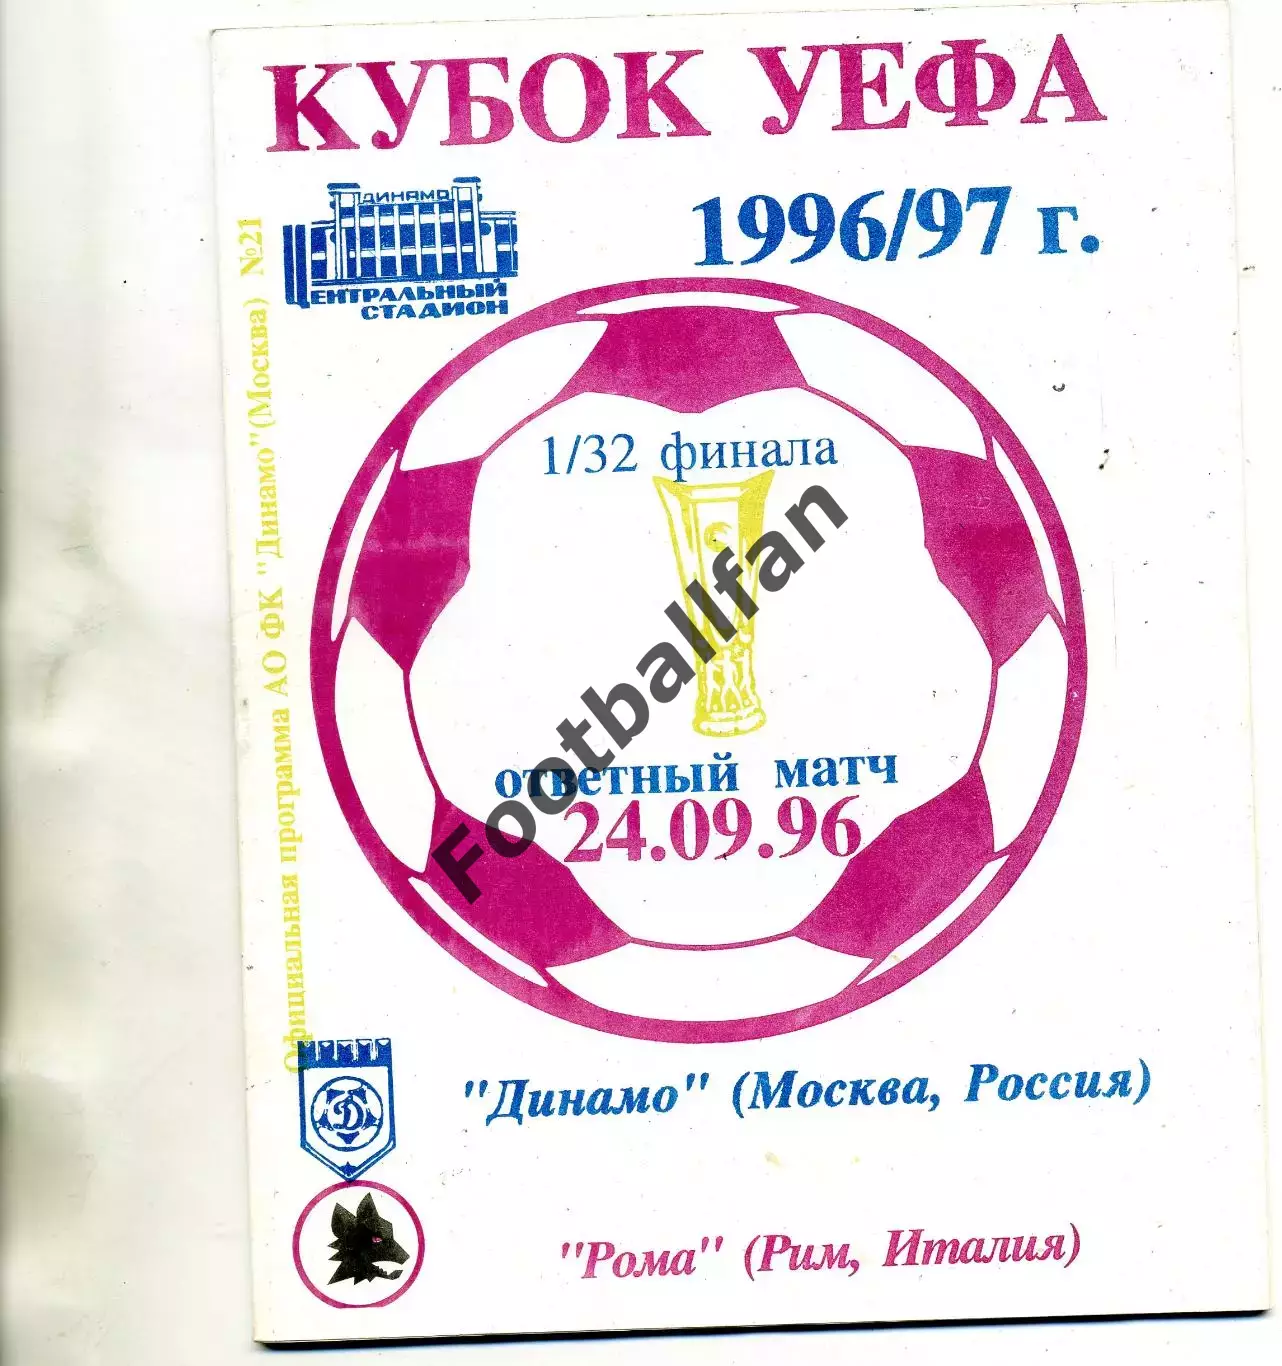 КУБОК УЕФА
1996/97 г.
ДИНАМО
ЦЕНТРАЛЬНЫЙ
СТАДИОН
Официальная программа АО ФК "Динамо"(Москва) №21
1/32 финала
ответный матч
24.09.96
Footballfan
Д
"Динамо" (Москва, Россия)
"Рома" (Рим, Италия)